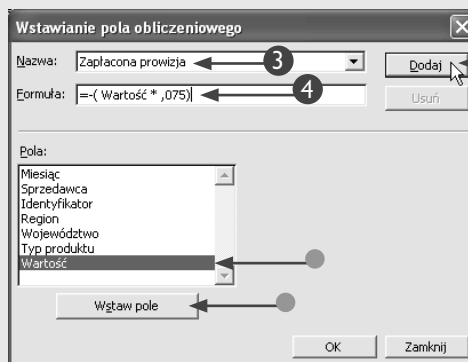 Wstawianie pola obliczeniowego
Nazwa: Zapłacona prowizja 3 Dodaj
Formuła: =-( Wartość * ,075) 4 Usuń
Pola:
Miesiąc
Sprzedawca
Identyfikator
Region
Województwo
Typ produktu
Wartość
Wstaw pole
OK Zamknij